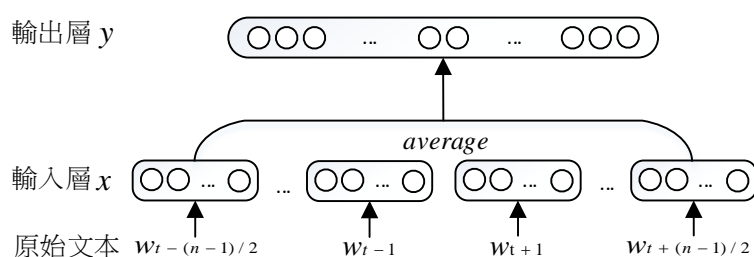 輸出層 y
... ...
average
輸入層 x ... ... ... ... ... ...
原始文本 wt − (n − 1) / 2 wt − 1 wt + 1 wt + (n − 1) / 2